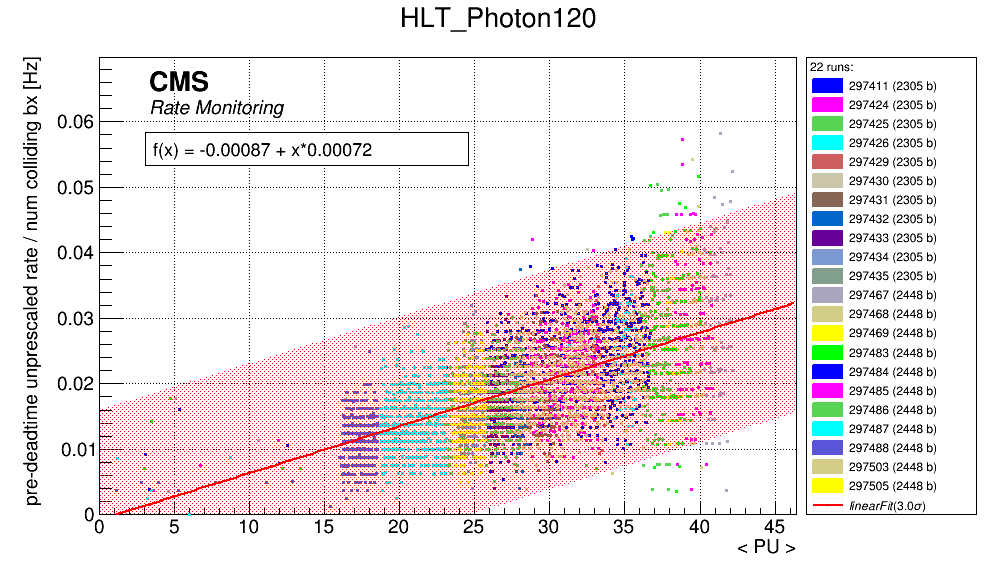 HLT_Photon120
CMS
Rate Monitoring
f(x) = -0.00087 + x*0.00072
pre-deadtime unprescaled rate / num colliding bx [Hz]
0.06
0.05
0.04
0.03
0.02
0.01
0
0 5 10 15 20 25 30 35 40 45
< PU >
22 runs:
297411 (2305 b)
297424 (2305 b)
297425 (2305 b)
297426 (2305 b)
297429 (2305 b)
297430 (2305 b)
297431 (2305 b)
297432 (2305 b)
297433 (2305 b)
297434 (2305 b)
297435 (2305 b)
297467 (2448 b)
297468 (2448 b)
297469 (2448 b)
297483 (2448 b)
297484 (2448 b)
297485 (2448 b)
297486 (2448 b)
297487 (2448 b)
297488 (2448 b)
297503 (2448 b)
297505 (2448 b)
linearFit(3.0σ)